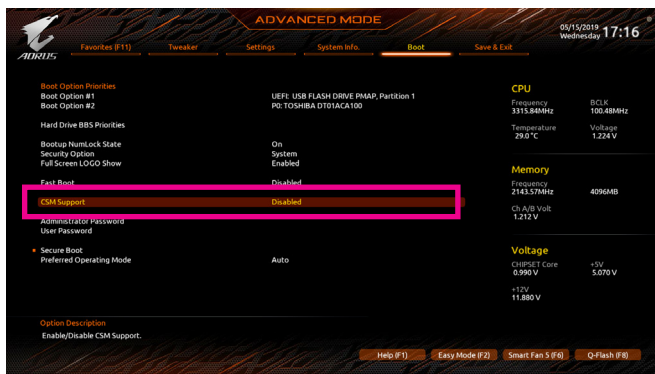 ADVANCED MODE
05/15/2019 Wednesday 17:16
AORUS
Favorites (F11) Tweaker Settings System Info. Boot Save & Exit
Boot Option Priorities
Boot Option #1 UEFI: USB FLASH DRIVE PMAP, Partition 1
Boot Option #2 P0: TOSHIBA DT01ACA100
Hard Drive BBS Priorities
Bootup NumLock State On
Security Option System
Full Screen LOGO Show Enabled
Fast Boot Disabled
CSM Support Disabled
Administrator Password
User Password
Secure Boot
Preferred Operating Mode Auto
CPU
Frequency BCLK
3315.84MHz 100.48MHz
Temperature Voltage
29.0 °C 1.224 V
Memory
Frequency
2143.57MHz 4096MB
Ch A/B Volt
1.212 V
Voltage
CHIPSET Core +5V
0.990 V 5.070 V
+12V
11.880 V
Option Description
Enable/Disable CSM Support.
Help (F1) Easy Mode (F2) Smart Fan 5 (F6) Q-Flash (F8)